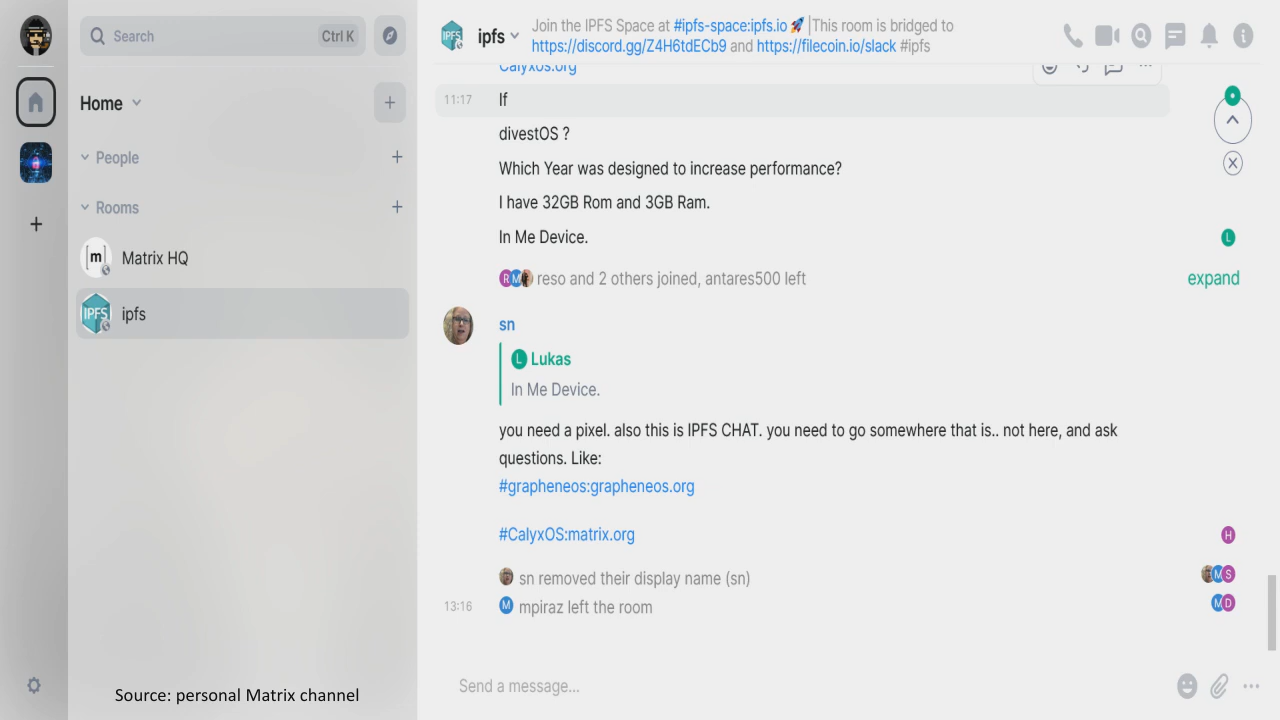 Search
Ctrl K
Home
People
Rooms
[m]
Matrix HQ
IPFS
ipfs
Source: personal Matrix channel
IPFS
ipfs
Join the IPFS Space at #ipfs-space:ipfs.io 🚀 |This room is bridged to
https://discord.gg/Z4H6tdECb9 and https://filecoin.io/slack #ipfs
Calyxos.org
11:17
If
divestOS ?
Which Year was designed to increase performance?
I have 32GB Rom and 3GB Ram.
In Me Device.
L
R M reso and 2 others joined, antares500 left
expand
sn
L Lukas
In Me Device.
you need a pixel. also this is IPFS CHAT. you need to go somewhere that is.. not here, and ask
questions. Like:
#grapheneos:grapheneos.org
#CalyxOS:matrix.org
H
sn removed their display name (sn)
M S
13:16
M mpiraz left the room
M D
Send a message...